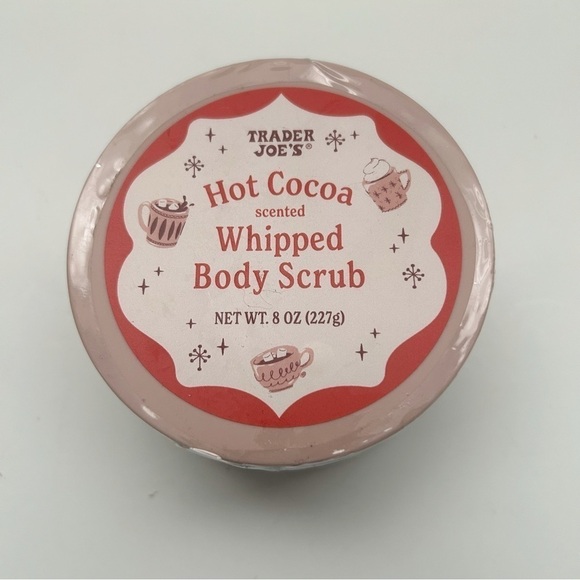 TRADER
JOE'S®
Hot Cocoa
scented
Whipped
Body Scrub
NET WT. 8 OZ (227g)